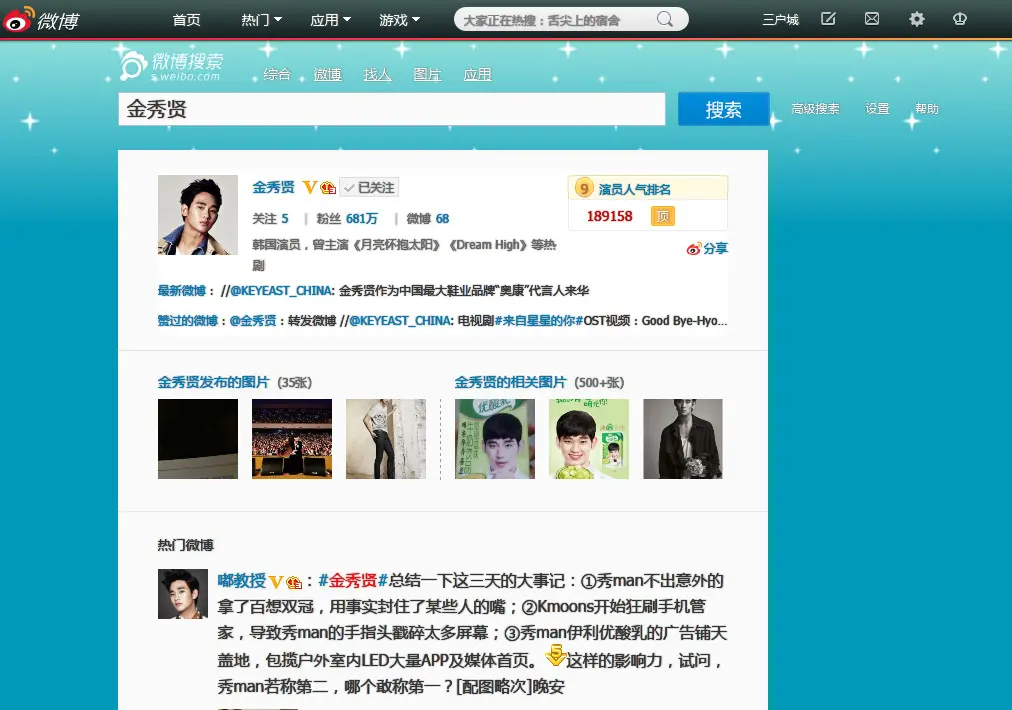 微博 首页 热门 应用 游戏 大家正在热搜：舌尖上的宿舍 三户城
微博搜索
s.weibo.com
综合 微博 找人 图片 应用
金秀贤 搜索 高级搜索 设置 帮助
金秀贤 V 已关注
9 演员人气排名
关注 5 | 粉丝 681万 | 微博 68
189158 顶
韩国演员，曾主演《月亮怀抱太阳》《Dream High》等热
剧
分享
最新微博： //@KEYEAST_CHINA: 金秀贤作为中国最大鞋业品牌“奥康”代言人来华
赞过的微博：@金秀贤：转发微博 //@KEYEAST_CHINA: 电视剧#来自星星的你#OST视频：Good Bye-Hyo...
金秀贤发布的图片 (35张) 金秀贤的相关图片 (500+张)
优酸乳
热门微博
嘟教授V：#金秀贤#总结一下这三天的大事记：①秀man不出意外的
拿了百想双冠，用事实封住了某些人的嘴；②Kmoons开始狂刷手机管
家，导致秀man的手指头戳碎太多屏幕；③秀man伊利优酸乳的广告铺天
盖地，包揽户外室内LED大量APP及媒体首页。这样的影响力，试问，
秀man若称第二，哪个敢称第一？[配图略次]晚安